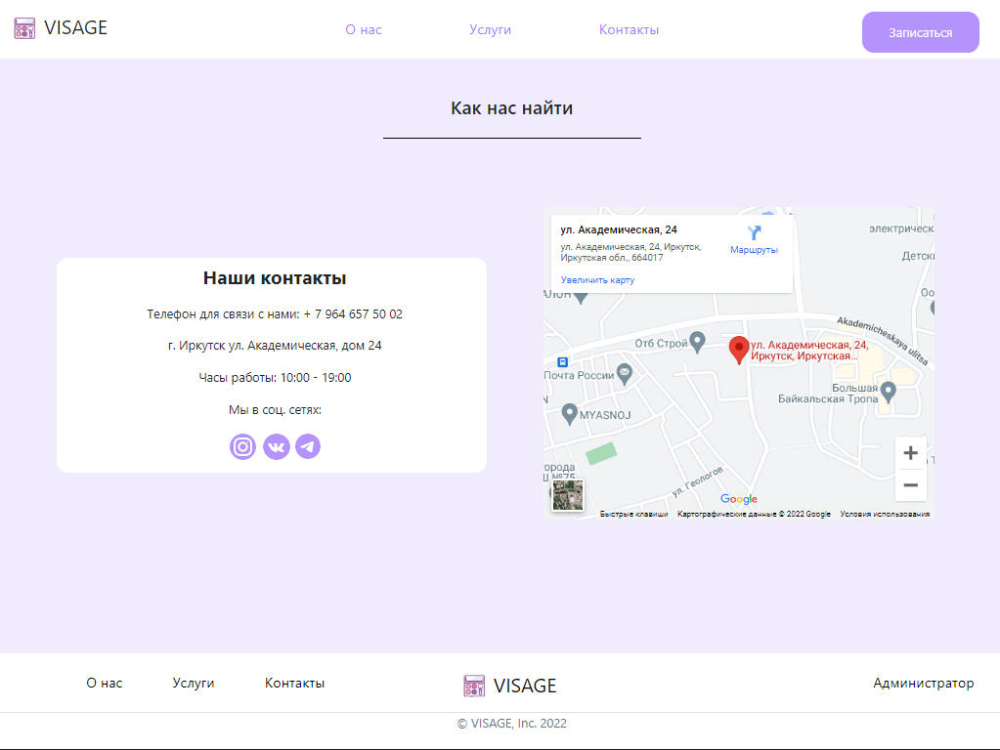 VISAGE
О нас
Услуги
Контакты
Записаться
Как нас найти
Наши контакты
Телефон для связи с нами: + 7 964 657 50 02
г. Иркутск ул. Академическая, дом 24
Часы работы: 10:00 - 19:00
Мы в соц. сетях:
ул. Академическая, 24
ул. Академическая, 24, Иркутск,
Иркутская обл., 664017
Увеличить карту
Маршруты
электрическ
Детски
Akademicheskaya ulitsa
Отб Строй
ул. Академическая, 24,
Иркутск, Иркутская...
Почта России
Большая
Байкальская Тропа
MYASNOJ
ул. Геологов
Google
Быстрые клавиши
Картографические данные © 2022 Google
Условия использования
О нас
Услуги
Контакты
VISAGE
Администратор
© VISAGE, Inc. 2022